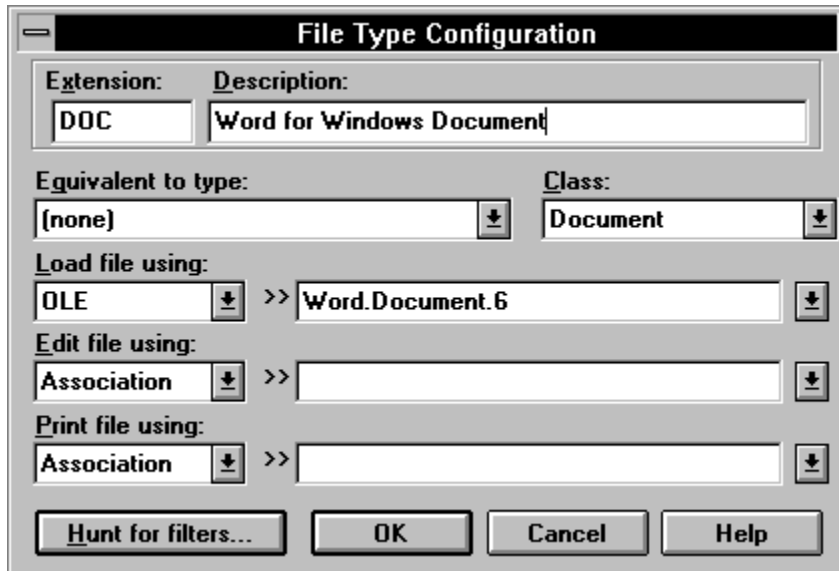 File Type Configuration
Extension: Description:
DOC Word for Windows Document
Equivalent to type: Class:
(none) Document
Load file using:
OLE >> Word.Document.6
Edit file using:
Association >>
Print file using:
Association >>
Hunt for filters... OK Cancel Help